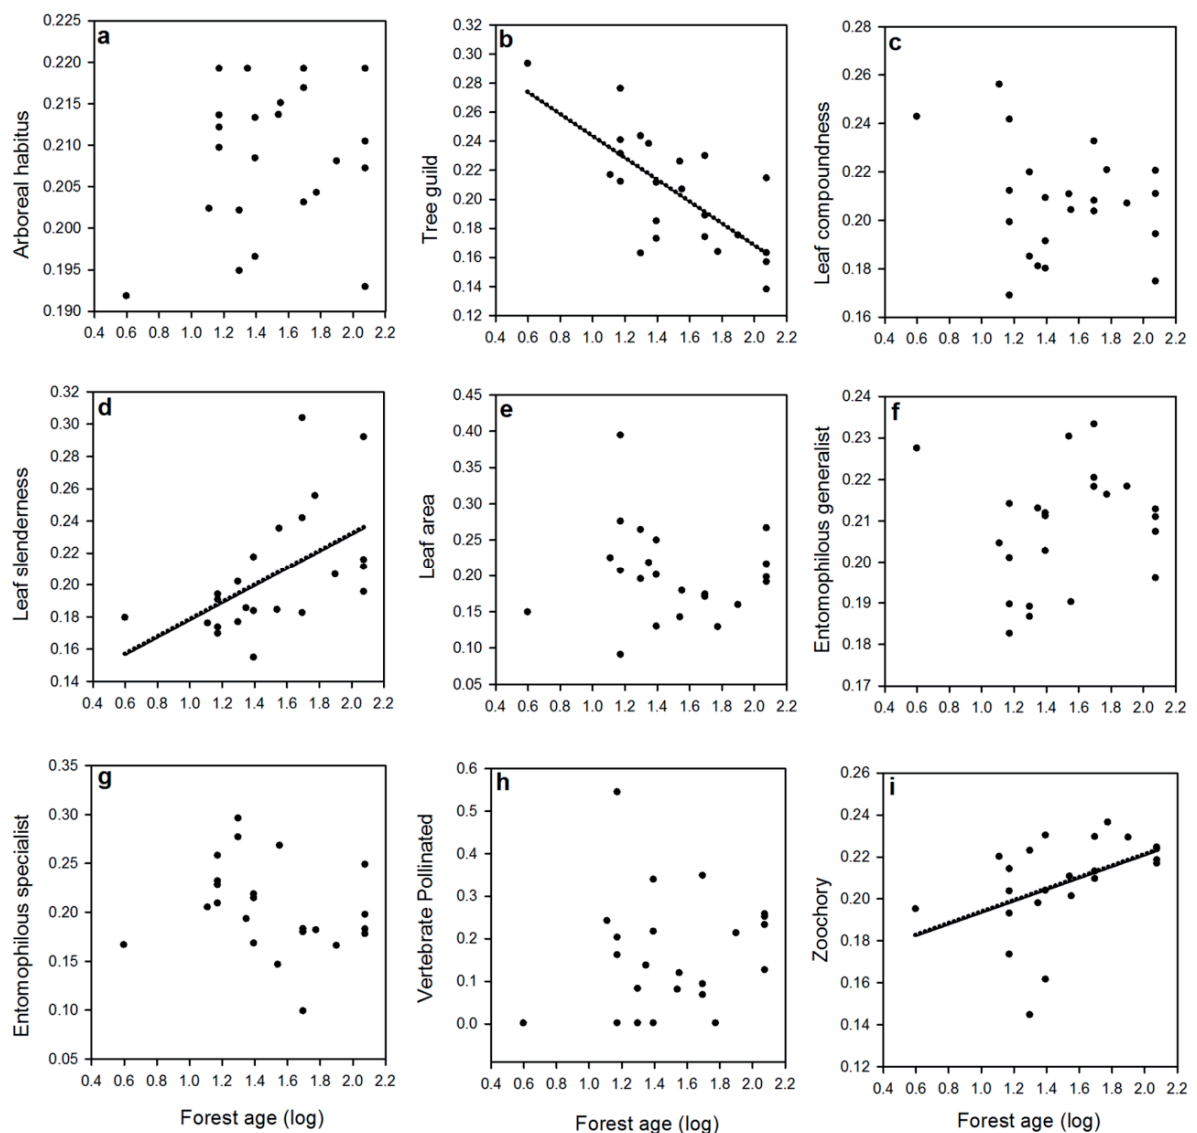 a
Arboreal habitus
0.225
0.220
0.215
0.210
0.205
0.200
0.195
0.190
0.4 0.6 0.8 1.0 1.2 1.4 1.6 1.8 2.0 2.2
b
Tree guild
0.32
0.30
0.28
0.26
0.24
0.22
0.20
0.18
0.16
0.14
0.12
0.4 0.6 0.8 1.0 1.2 1.4 1.6 1.8 2.0 2.2
c
Leaf compoundness
0.28
0.26
0.24
0.22
0.20
0.18
0.16
0.4 0.6 0.8 1.0 1.2 1.4 1.6 1.8 2.0 2.2
d
Leaf slenderness
0.32
0.30
0.28
0.26
0.24
0.22
0.20
0.18
0.16
0.14
0.4 0.6 0.8 1.0 1.2 1.4 1.6 1.8 2.0 2.2
e
Leaf area
0.45
0.40
0.35
0.30
0.25
0.20
0.15
0.10
0.05
0.4 0.6 0.8 1.0 1.2 1.4 1.6 1.8 2.0 2.2
f
Entomophilous generalist
0.24
0.23
0.22
0.21
0.20
0.19
0.18
0.17
0.4 0.6 0.8 1.0 1.2 1.4 1.6 1.8 2.0 2.2
g
Entomophilous specialist
0.35
0.30
0.25
0.20
0.15
0.10
0.05
0.4 0.6 0.8 1.0 1.2 1.4 1.6 1.8 2.0 2.2
Forest age (log)
h
Vertebrate Pollinated
0.6
0.5
0.4
0.3
0.2
0.1
0.0
0.4 0.6 0.8 1.0 1.2 1.4 1.6 1.8 2.0 2.2
Forest age (log)
i
Zoochory
0.26
0.24
0.22
0.20
0.18
0.16
0.14
0.12
0.4 0.6 0.8 1.0 1.2 1.4 1.6 1.8 2.0 2.2
Forest age (log)